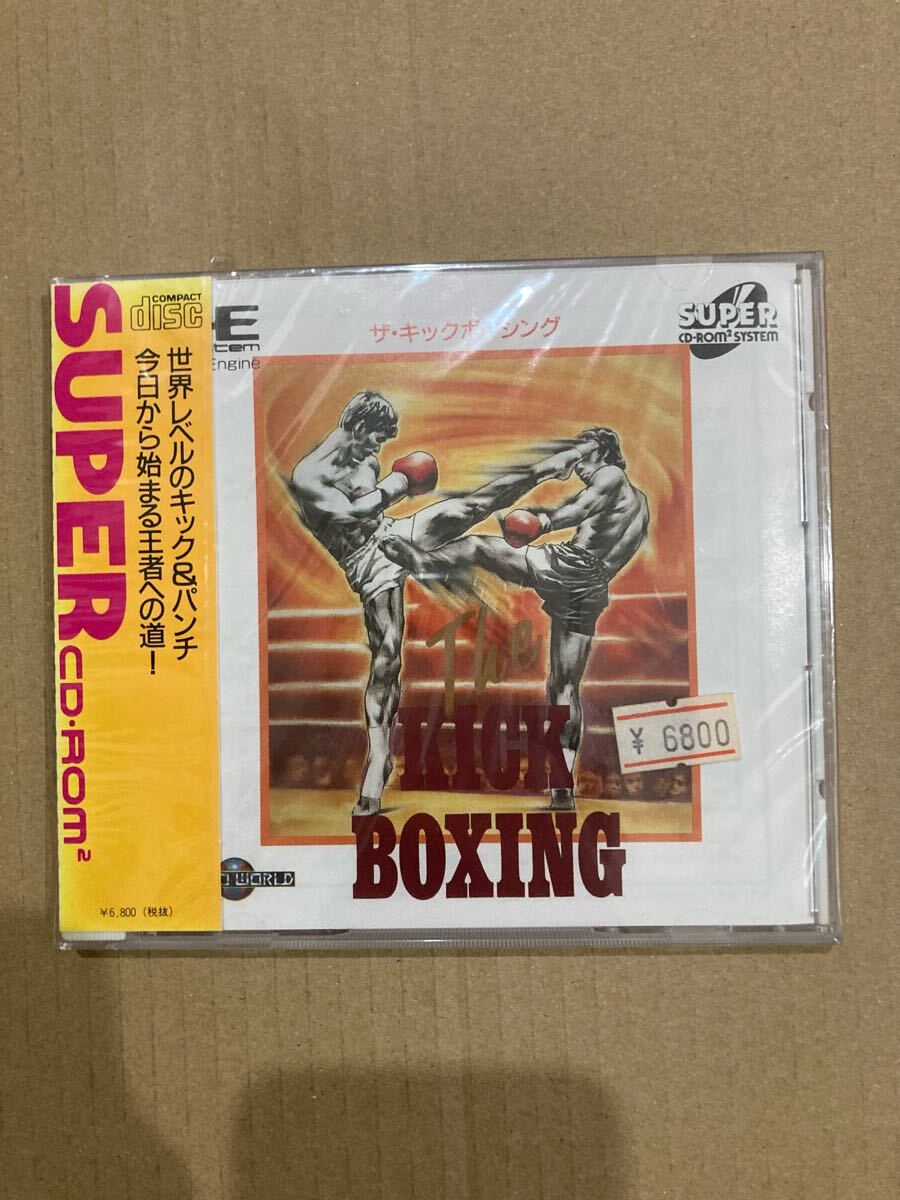 SUPER CD-ROM²
COMPACT
disc
世界レベルのキック&パンチ
今日から始まる王者への道!
¥6,800(税抜)
Engine
ザ・キックボ シング
SUPER
CD-ROM² SYSTEM
The
KICK
BOXING
¥ 6800
WORLD